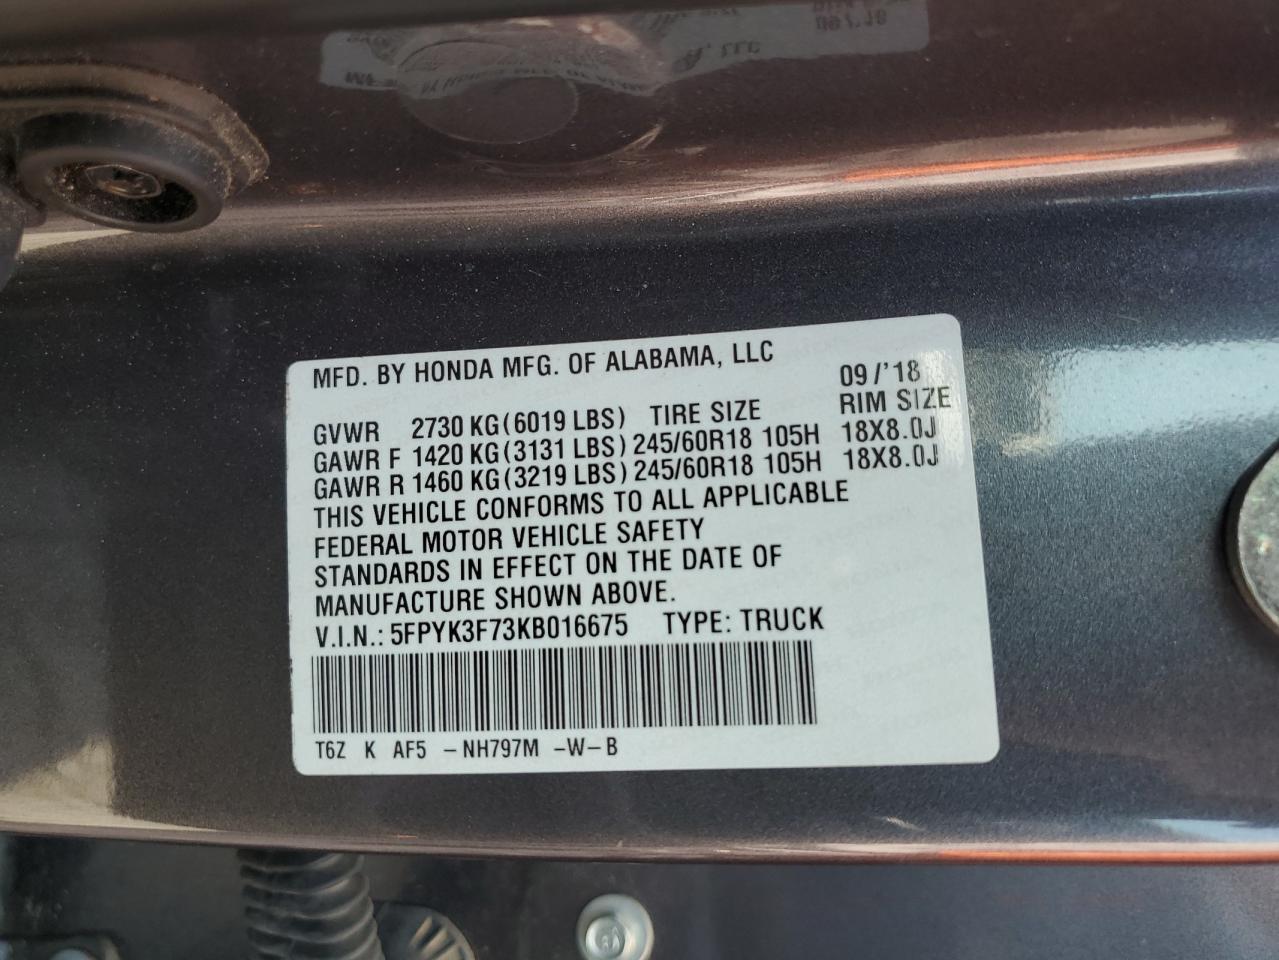 MFD. BY HONDA MFG. OF ALABAMA, LLC
09/'18
GVWR 2730 KG(6019 LBS) TIRE SIZE RIM SIZE
GAWR F 1420 KG(3131 LBS) 245/60R18 105H 18X8.0J
GAWR R 1460 KG(3219 LBS) 245/60R18 105H 18X8.0J
THIS VEHICLE CONFORMS TO ALL APPLICABLE
FEDERAL MOTOR VEHICLE SAFETY
STANDARDS IN EFFECT ON THE DATE OF
MANUFACTURE SHOWN ABOVE.
V.I.N.: 5FPYK3F73KB016675 TYPE: TRUCK
T6Z K AF5 -NH797M -W-B